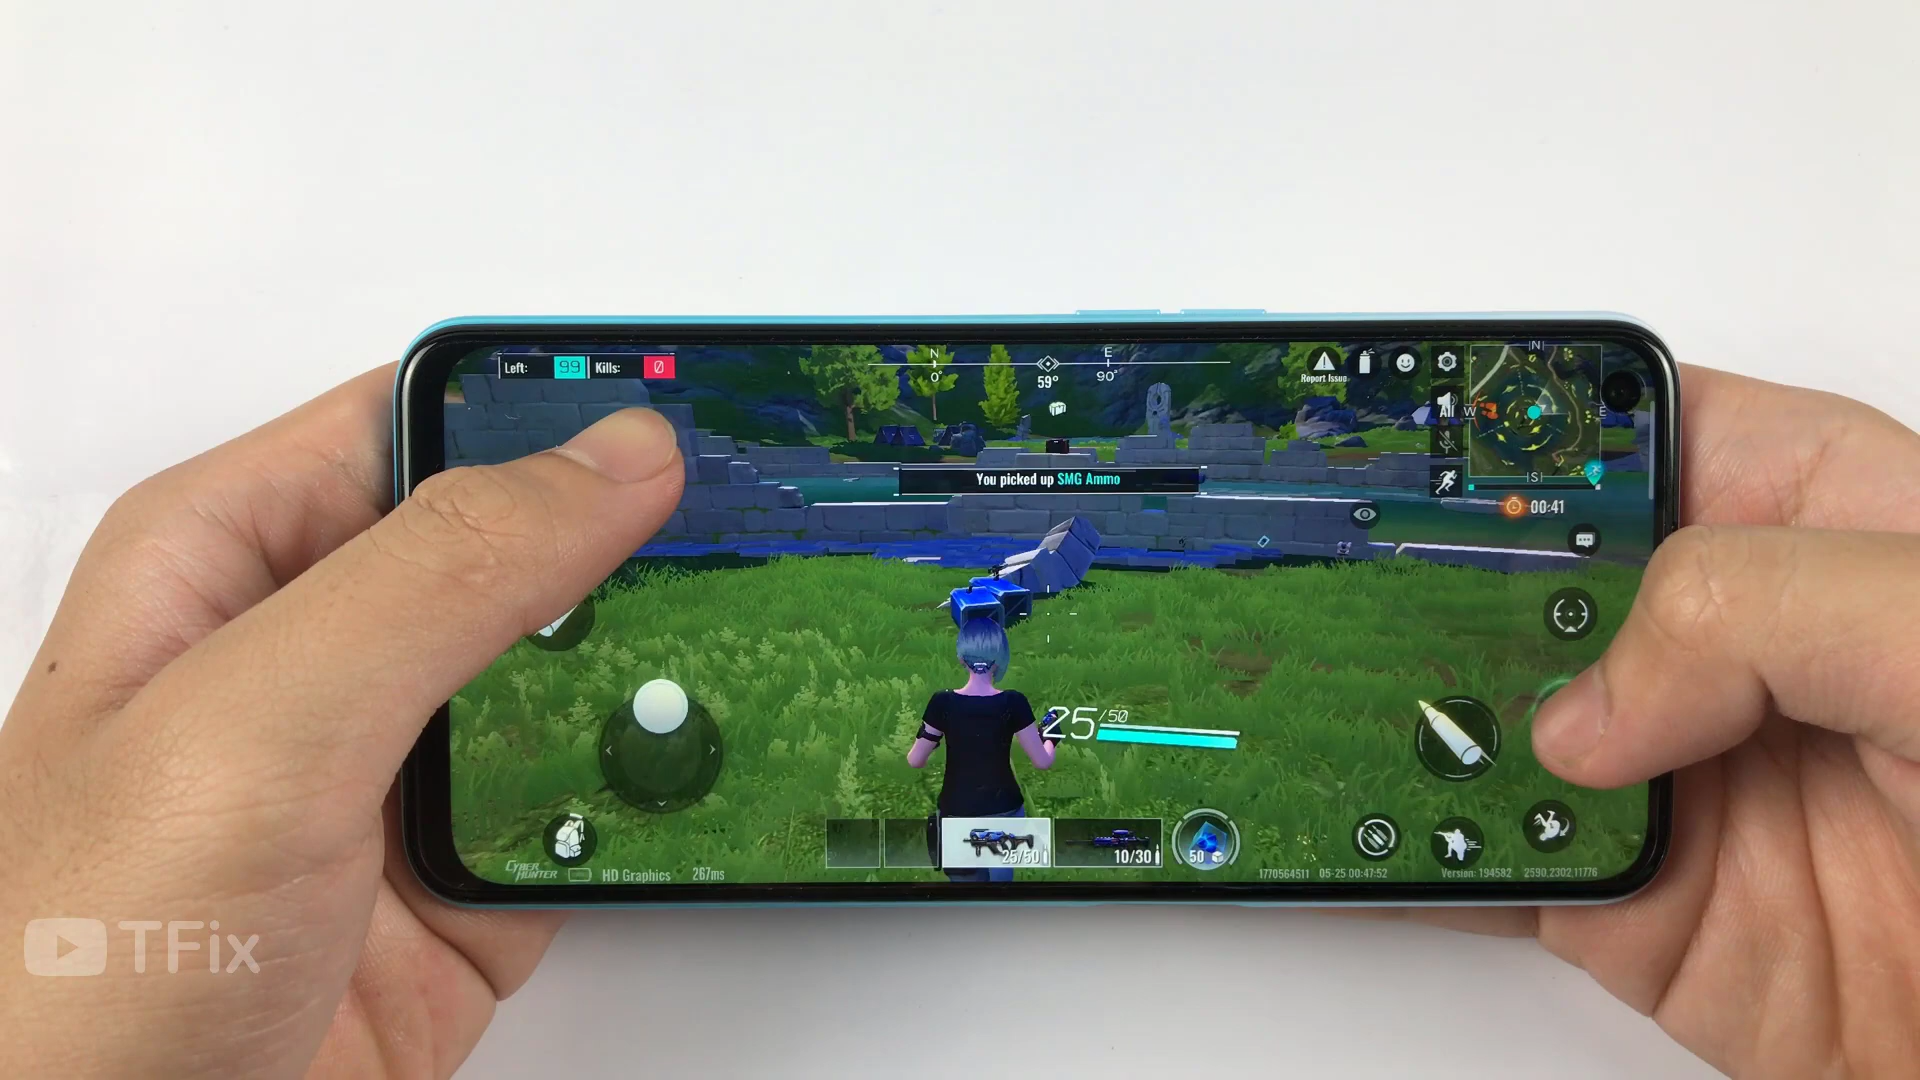 Left: 99 Kills: 0
N 0° 59° E 90°
Report Issue
All
N
W E
S
You picked up SMG Ammo
00:41
25/50
25/50
10/30
50
CYBER HUNTER
HD Graphics 267ms
1770564511 05-25 00:47:52
Version: 194582 2590,2302,11776
TFix